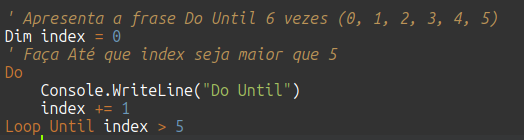 ' Apresenta a frase Do Until 6 vezes (0, 1, 2, 3, 4, 5)
Dim index = 0
' Faça Até que index seja maior que 5
Do
    Console.WriteLine("Do Until")
    index += 1
Loop Until index > 5